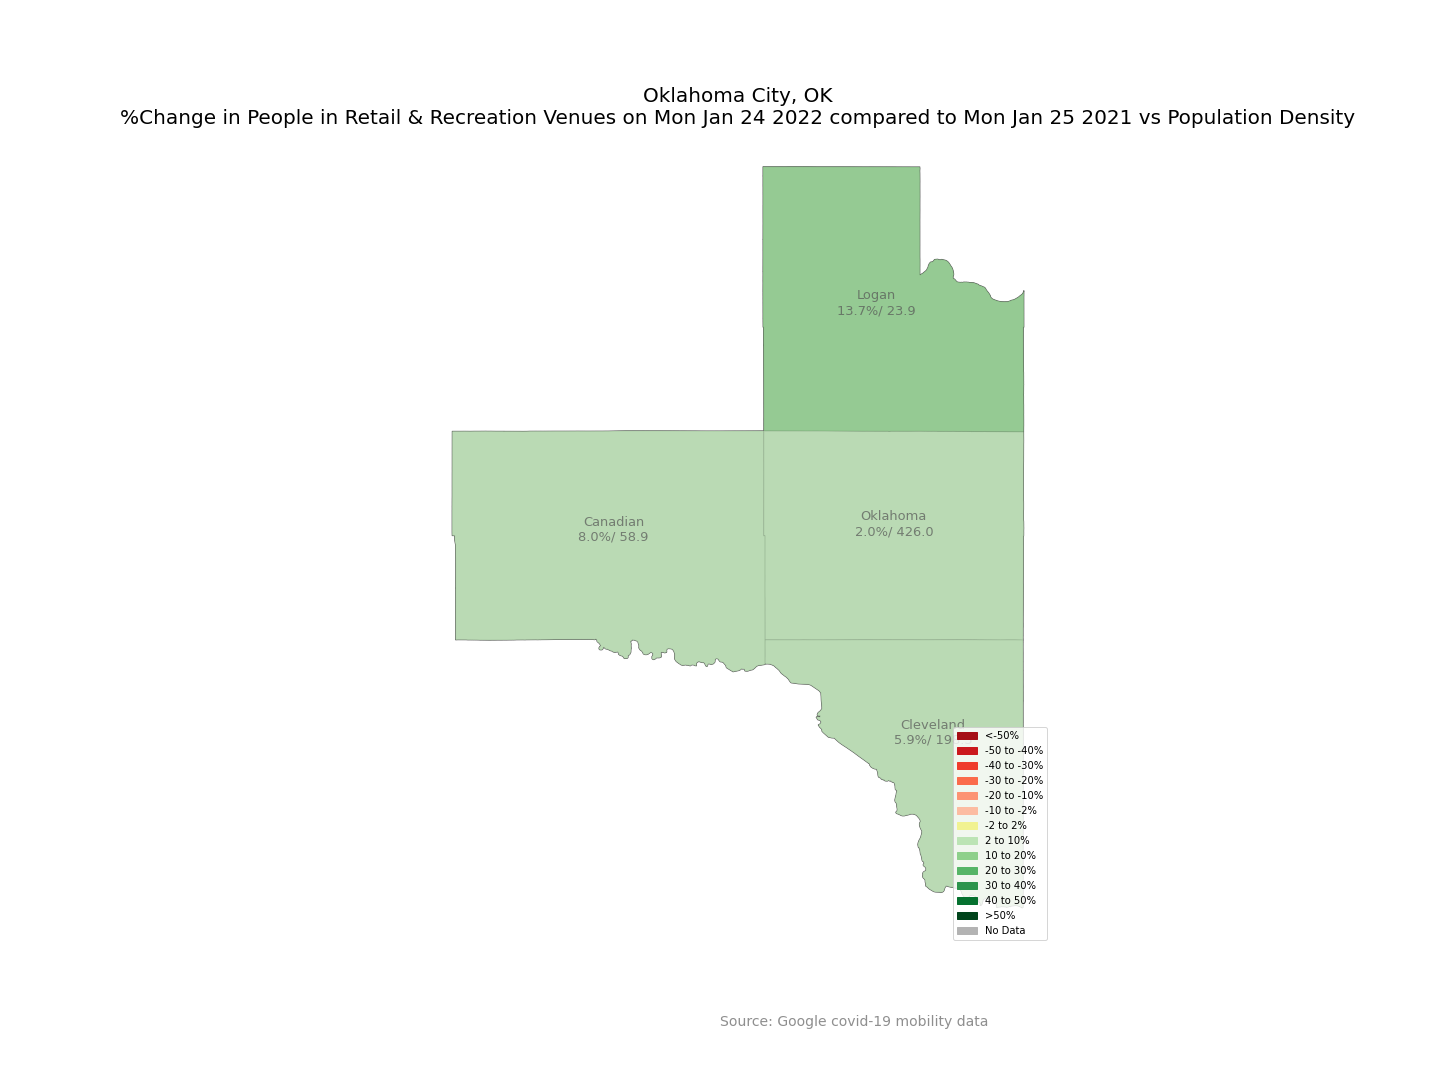 Oklahoma City, OK
%Change in People in Retail & Recreation Venues on Mon Jan 24 2022 compared to Mon Jan 25 2021 vs Population Density
Logan
13.7%/ 23.9
Canadian
8.0%/ 58.9
Oklahoma
2.0%/ 426.0
Cleveland
5.9%/
<-50%
-50 to -40%
-40 to -30%
-30 to -20%
-20 to -10%
-10 to -2%
-2 to 2%
2 to 10%
10 to 20%
20 to 30%
30 to 40%
40 to 50%
>50%
No Data
Source: Google covid-19 mobility data